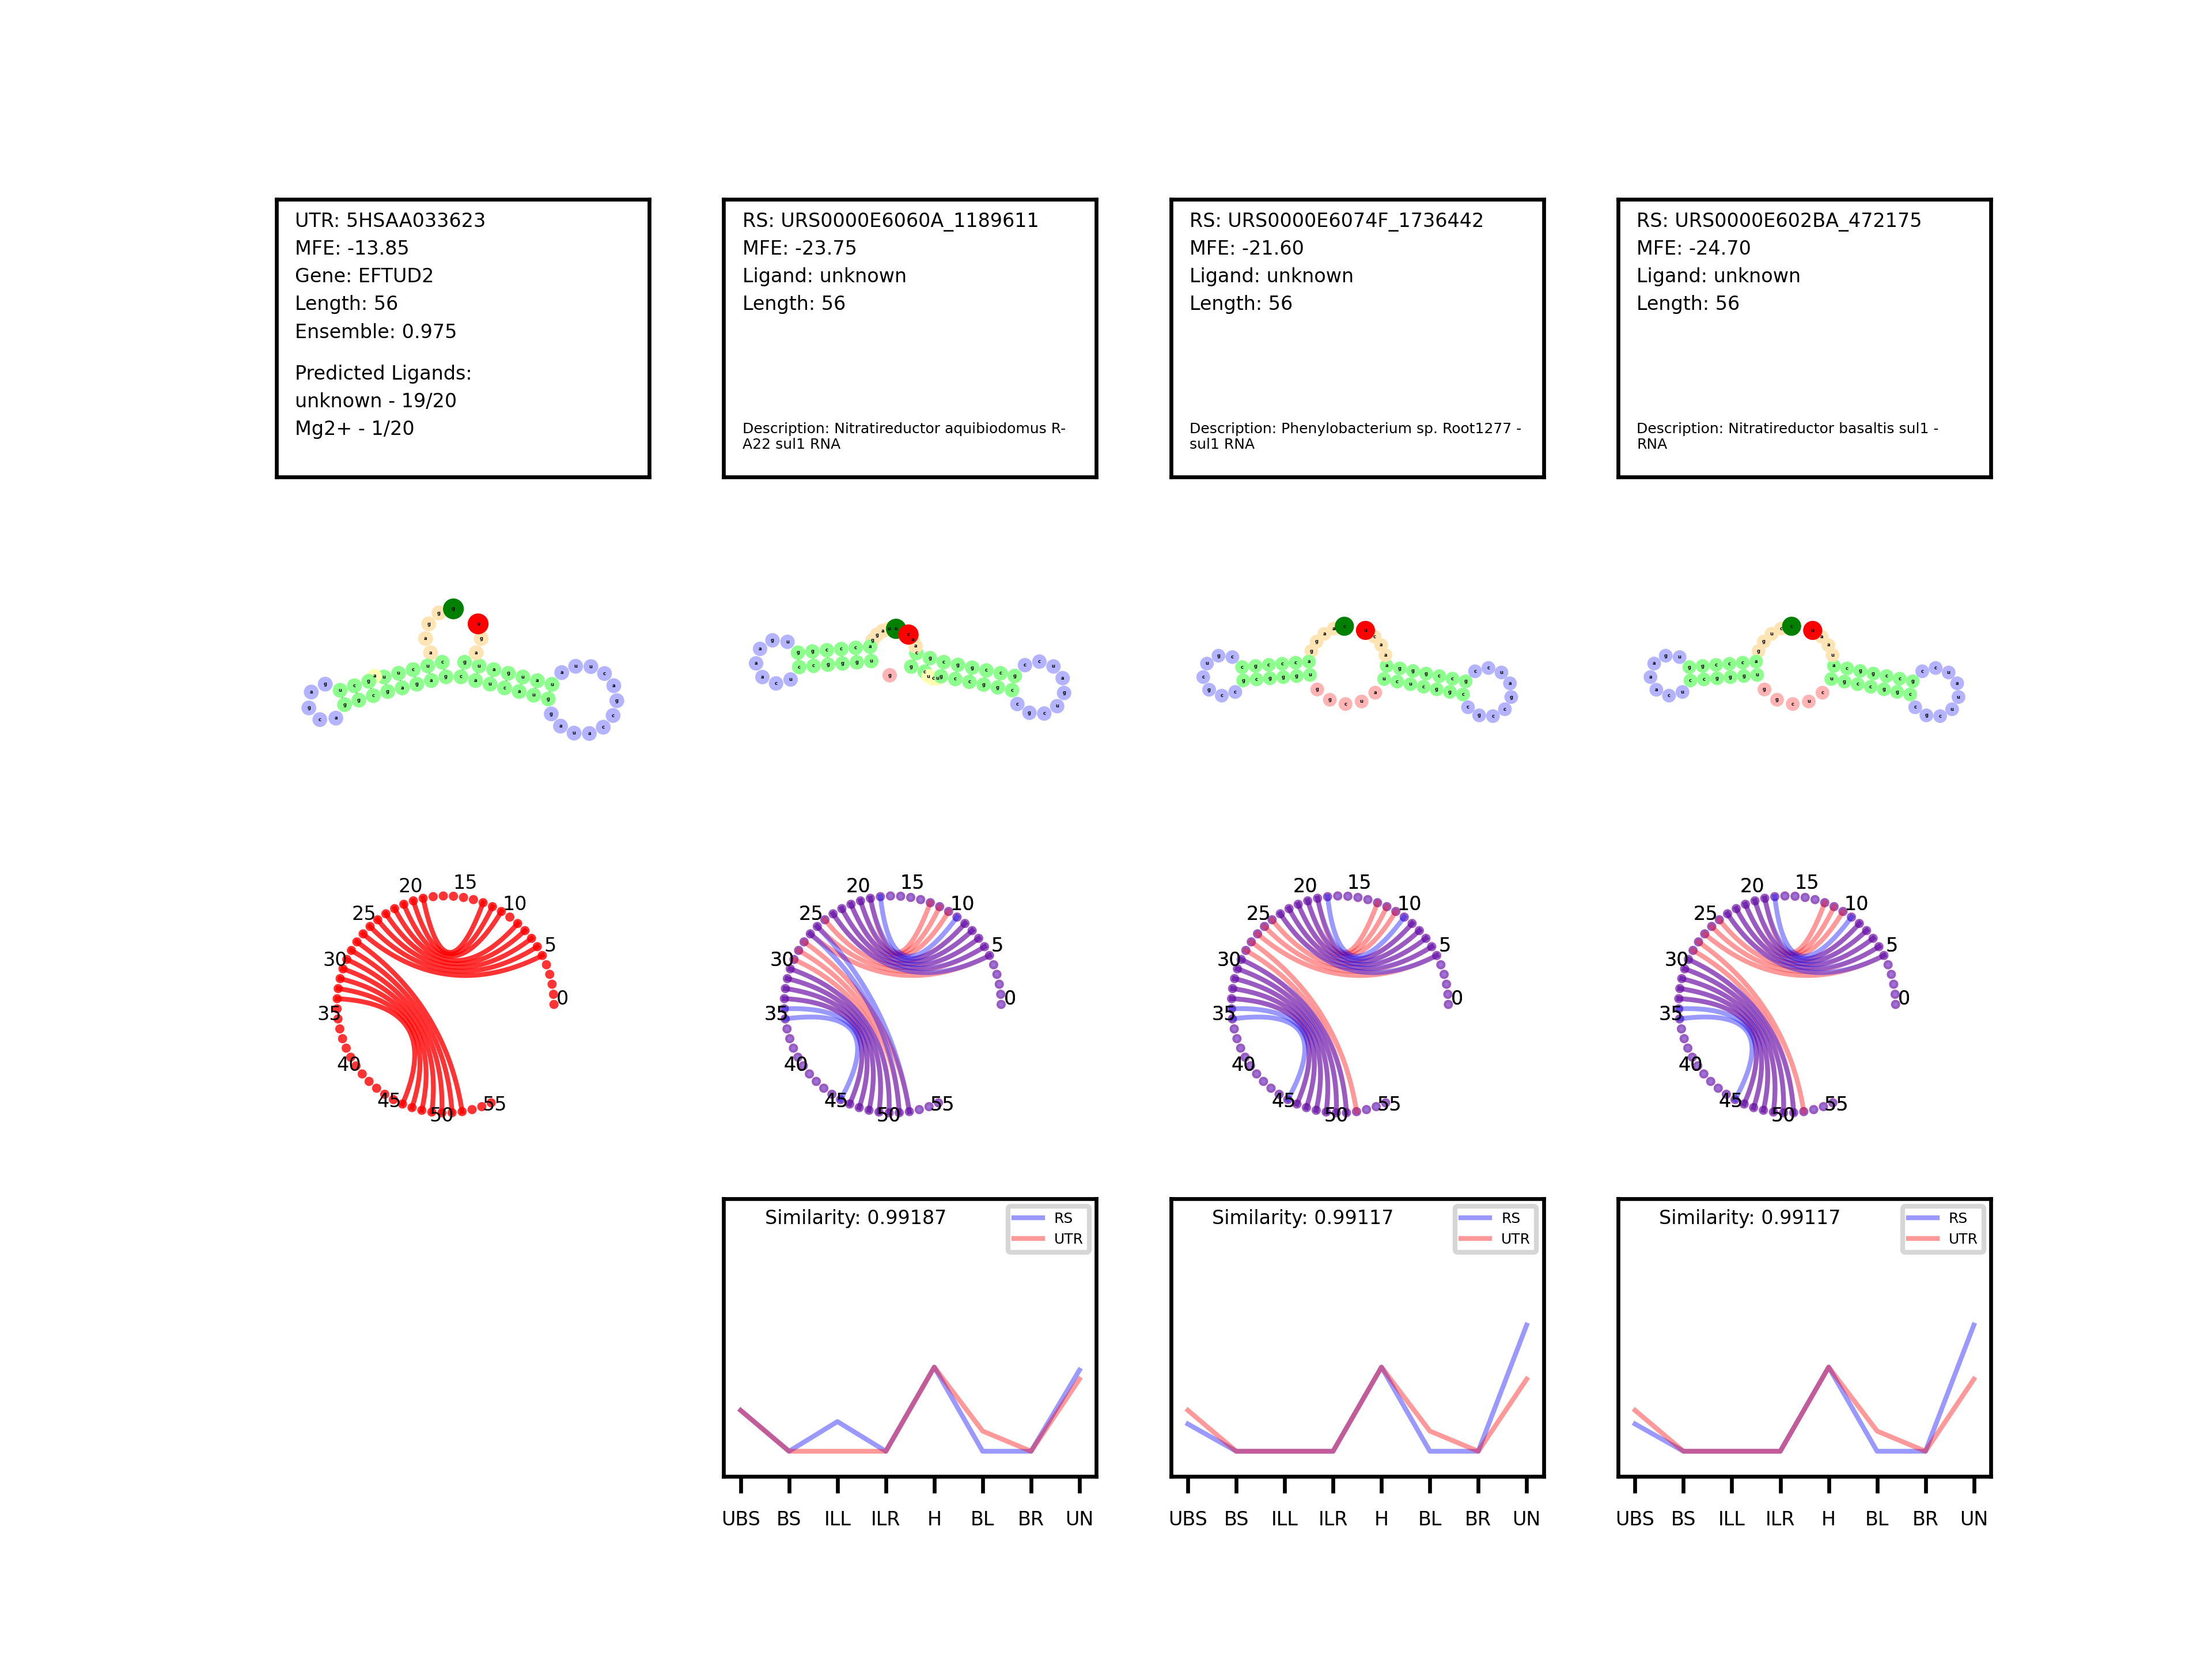 UTR: 5HSAA033623
MFE: -13.85
Gene: EFTUD2
Length: 56
Ensemble: 0.975
Predicted Ligands:
unknown - 19/20
Mg2+ - 1/20
RS: URS0000E6060A_1189611
MFE: -23.75
Ligand: unknown
Length: 56
Description: Nitratireductor aquibiodomus R-
A22 sul1 RNA
RS: URS0000E6074F_1736442
MFE: -21.60
Ligand: unknown
Length: 56
Description: Phenylobacterium sp. Root1277 -
sul1 RNA
RS: URS0000E602BA_472175
MFE: -24.70
Ligand: unknown
Length: 56
Description: Nitratireductor basaltis sul1 -
RNA
0
5
10
15
20
25
30
35
40
45
50
55
0
5
10
15
20
25
30
35
40
45
50
55
0
5
10
15
20
25
30
35
40
45
50
55
0
5
10
15
20
25
30
35
40
45
50
55
Similarity: 0.99187
RS
UTR
UBS BS ILL ILR H BL BR UN
Similarity: 0.99117
RS
UTR
UBS BS ILL ILR H BL BR UN
Similarity: 0.99117
RS
UTR
UBS BS ILL ILR H BL BR UN